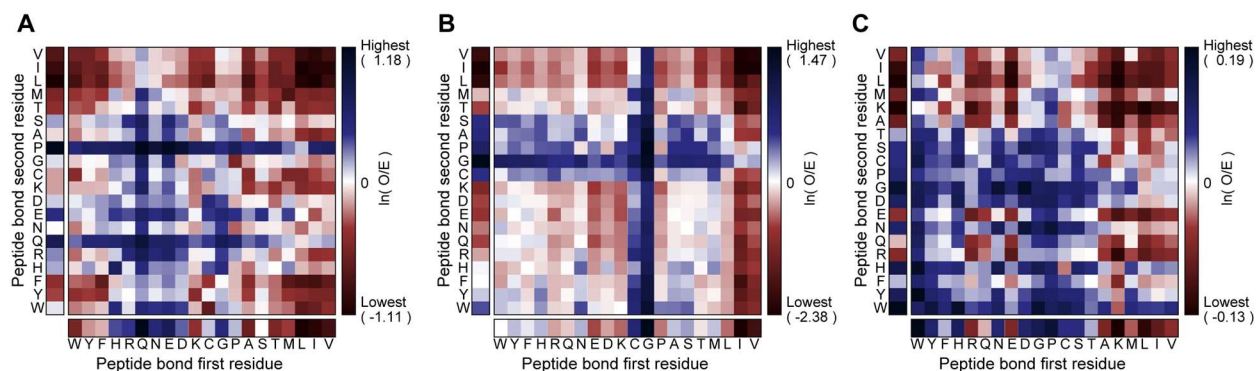 A
B
C
Highest
( 1.18)
Highest
( 1.47)
Highest
( 0.19)
Peptide bond second residue
V
I
L
M
T
S
A
P
G
C
K
D
E
N
Q
R
H
F
Y
W
0
ln( O/E )
Lowest
( -1.11)
W Y F H R Q N E D K C G P A S T M L I V
Peptide bond first residue
Peptide bond second residue
V
I
L
M
T
S
A
P
G
C
K
D
E
N
Q
R
H
F
Y
W
0
ln( O/E )
Lowest
( -2.38)
W Y F H R Q N E D K C G P A S T M L I V
Peptide bond first residue
Peptide bond second residue
V
I
L
M
K
A
T
S
C
P
G
D
E
N
Q
R
H
F
Y
W
0
ln( O/E )
Lowest
( -0.13)
W Y F H R Q N E D G P C S T A K M L I V
Peptide bond first residue